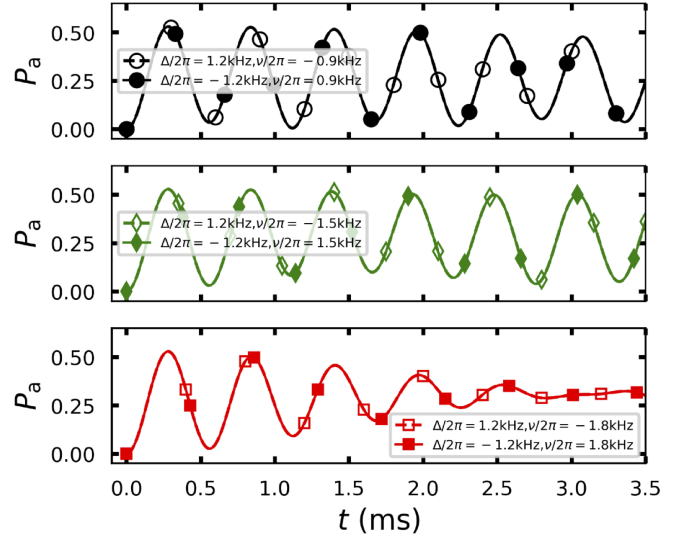 0.50
Pa
0.25
0.00
Δ/2π = 1.2kHz,ν/2π = −0.9kHz
Δ/2π = −1.2kHz,ν/2π = 0.9kHz
0.50
Pa
0.25
0.00
Δ/2π = 1.2kHz,ν/2π = −1.5kHz
Δ/2π = −1.2kHz,ν/2π = 1.5kHz
0.50
Pa
0.25
0.00
Δ/2π = 1.2kHz,ν/2π = −1.8kHz
Δ/2π = −1.2kHz,ν/2π = 1.8kHz
0.0 0.5 1.0 1.5 2.0 2.5 3.0 3.5
t (ms)